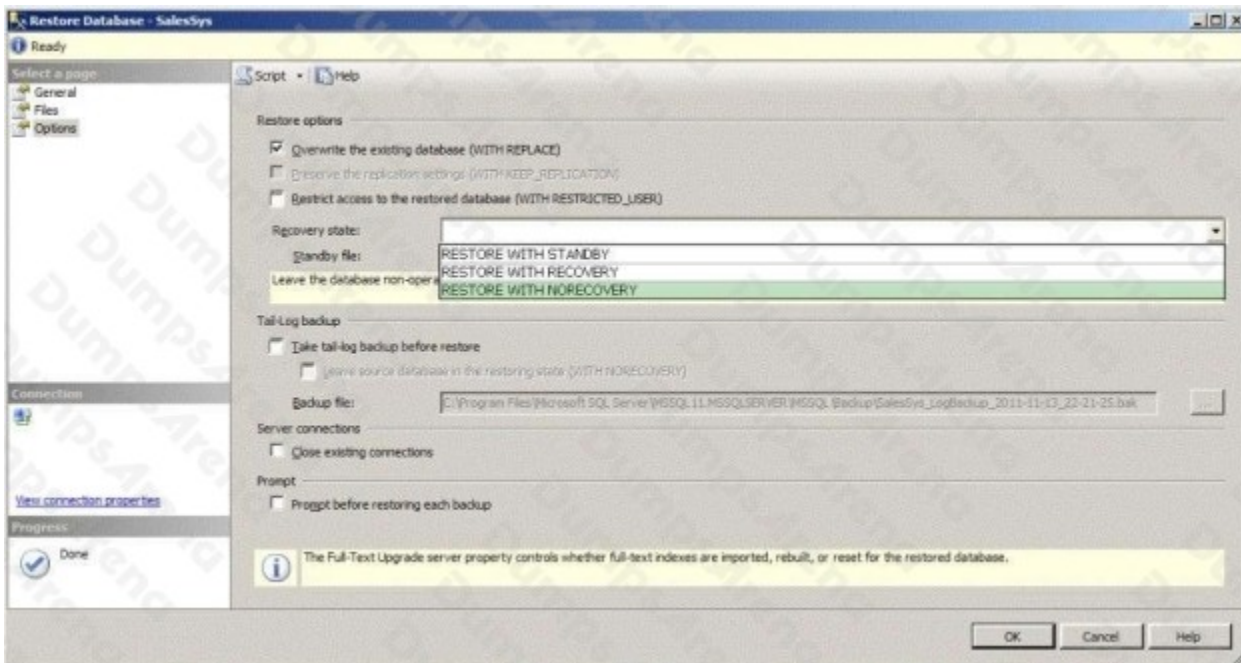 Restore Database - SalesSys
Ready
Select a page
General
Files
Options
Script
Help
Restore options
Overwrite the existing database (WITH REPLACE)
Preserve the replication settings (WITH KEEP_REPLICATION)
Restrict access to the restored database (WITH RESTRICTED_USER)
Recovery state:
Standby file:
RESTORE WITH STANDBY
RESTORE WITH RECOVERY
RESTORE WITH NORECOVERY
Leave the database non-opera
Tail-Log backup
Take tail-log backup before restore
Leave source database in the restoring state (WITH NORECOVERY)
Backup file:
C:\Program Files\Microsoft SQL Server\MSSQL11.MSSQLSERVER\MSSQL\Backup\SalesSys_LogBackup_2011-11-13_22-21-25.bak
...
Server connections
Close existing connections
Prompt
Prompt before restoring each backup
Connection
View connection properties
Progress
Done
The Full-Text Upgrade server property controls whether full-text indexes are imported, rebuilt, or reset for the restored database.
OK
Cancel
Help
Dumps4rena